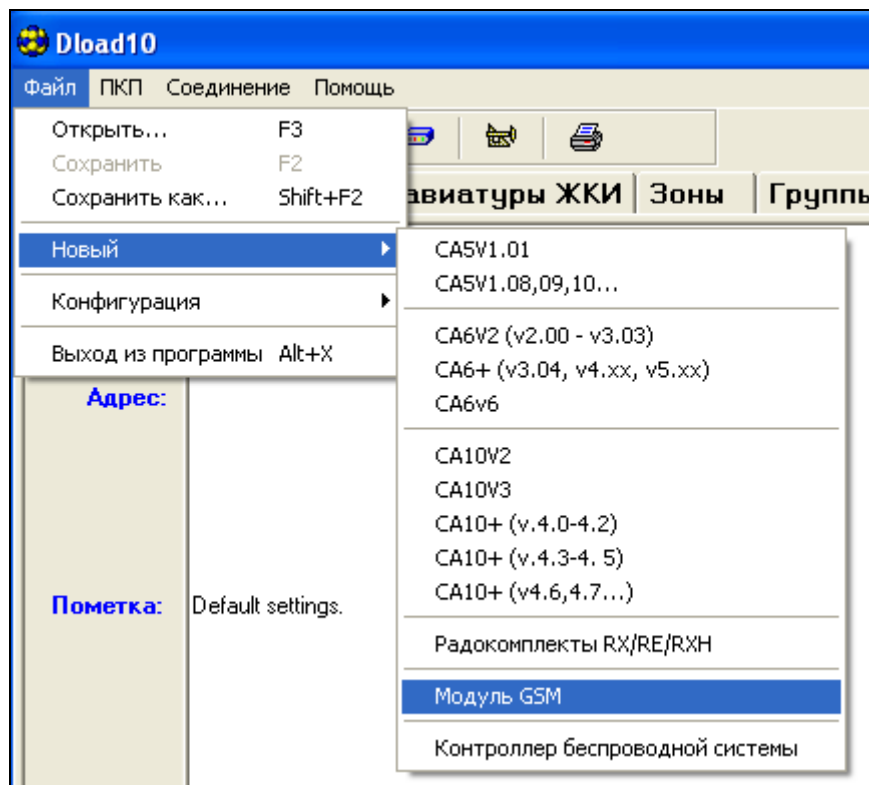 Dload10
Файл ПКП Соединение Помощь
Открыть... F3
Сохранить F2
Сохранить как... Shift+F2
авиатуры ЖКИ Зоны Группы
Новый
CA5V1.01
CA5V1.08,09,10...
Конфигурация
CA6V2 (v2.00 - v3.03)
Выход из программы Alt+X
CA6+ (v3.04, v4.xx, v5.xx)
Адрес:
CA6v6
CA10V2
CA10V3
CA10+ (v.4.0-4.2)
CA10+ (v.4.3-4. 5)
CA10+ (v4.6,4.7...)
Пометка: Default settings.
Радокомплекты RX/RE/RXH
Модуль GSM
Контроллер беспроводной системы